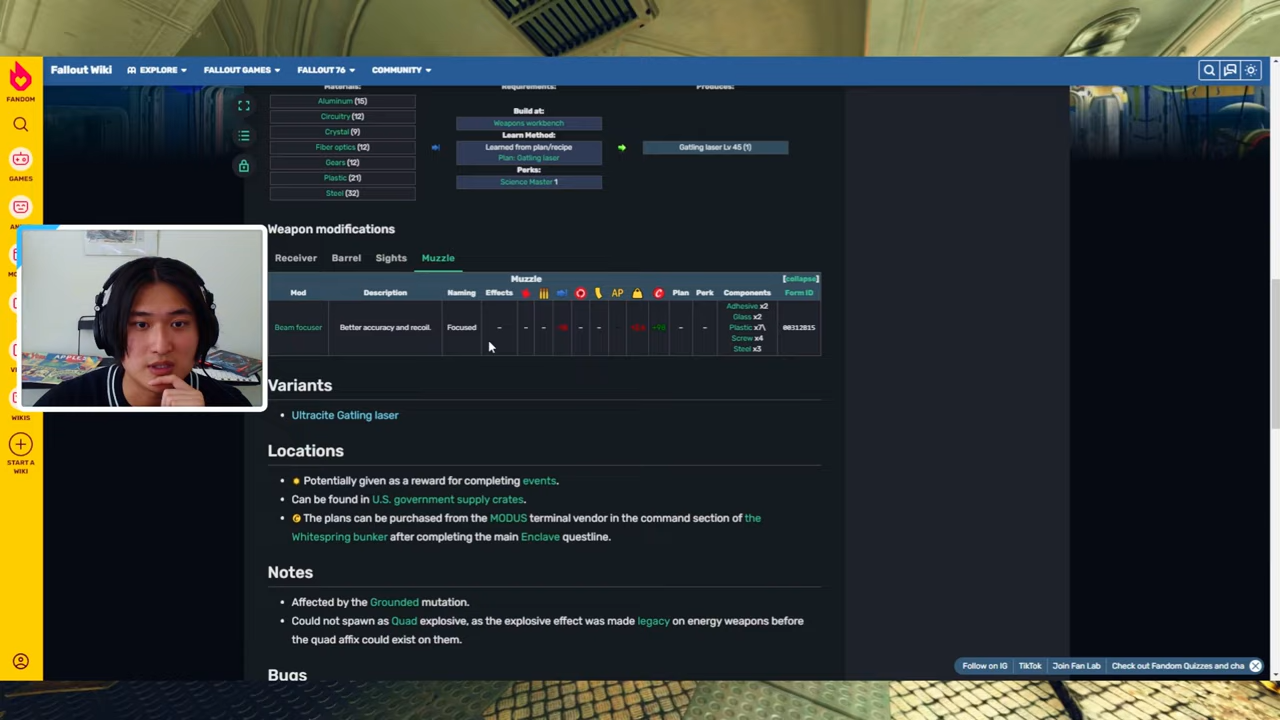 Fallout Wiki
EXPLORE
FALLOUT GAMES
FALLOUT 76
COMMUNITY
FANDOM
GAMES
WIKIS
START A
WIKI
Aluminum (15)
Circuitry (12)
Crystal (9)
Fiber optics (12)
Gears (12)
Plastic (21)
Steel (32)
Build at:
Weapons workbench
Learn Method:
Learned from plan/recipe
Plan: Gatling laser
Perks:
Science Master 1
Produces:
Gatling laser Lv 45 (1)
Weapon modifications
Receiver Barrel Sights Muzzle
Muzzle [collapse]
Mod Description Naming Effects AP Plan Perk Components Form ID
Beam focuser Better accuracy and recoil. Focused – – – – – – –
Adhesive x2
Glass x2
Plastic x7\
Screw x4
Steel x3
00312B15
Variants
• Ultracite Gatling laser
Locations
• Potentially given as a reward for completing events.
• Can be found in U.S. government supply crates.
• The plans can be purchased from the MODUS terminal vendor in the command section of the
Whitespring bunker after completing the main Enclave questline.
Notes
• Affected by the Grounded mutation.
• Could not spawn as Quad explosive, as the explosive effect was made legacy on energy weapons before
the quad affix could exist on them.
Bugs
Follow on IG TikTok Join Fan Lab Check out Fandom Quizzes and cha